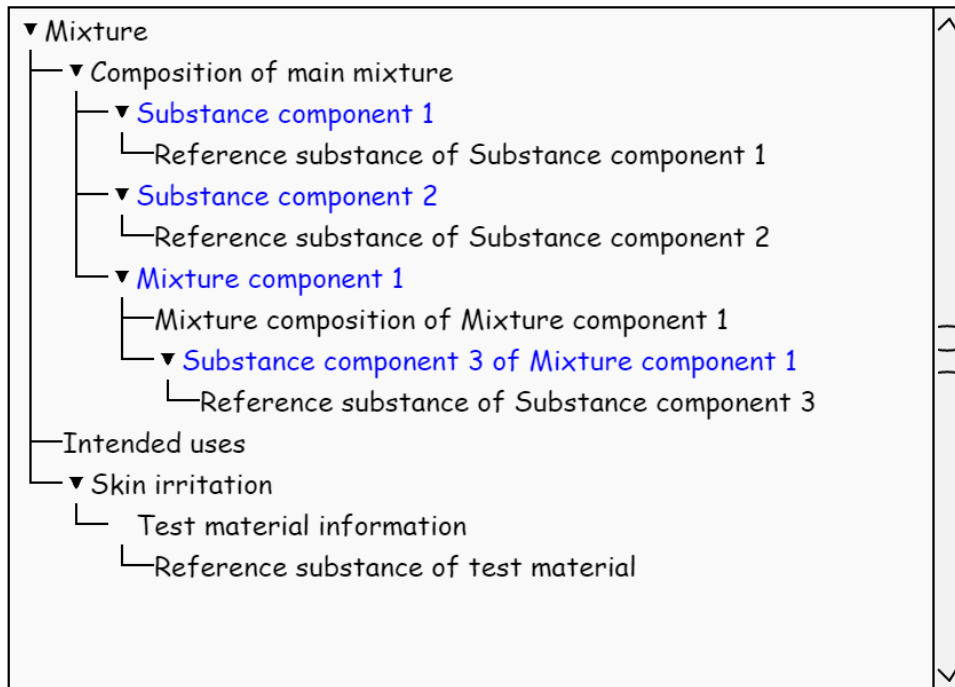 Mixture
Composition of main mixture
Substance component 1
Reference substance of Substance component 1
Substance component 2
Reference substance of Substance component 2
Mixture component 1
Mixture composition of Mixture component 1
Substance component 3 of Mixture component 1
Reference substance of Substance component 3
Intended uses
Skin irritation
Test material information
Reference substance of test material